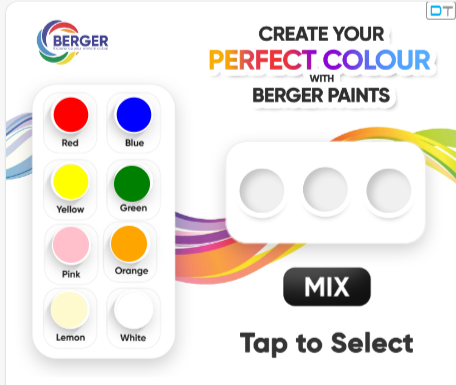 DT
BERGER
CREATE YOUR
PERFECT COLOUR
WITH
BERGER PAINTS
Red
Blue
Yellow
Green
Pink
Orange
Lemon
White
MIX
Tap to Select